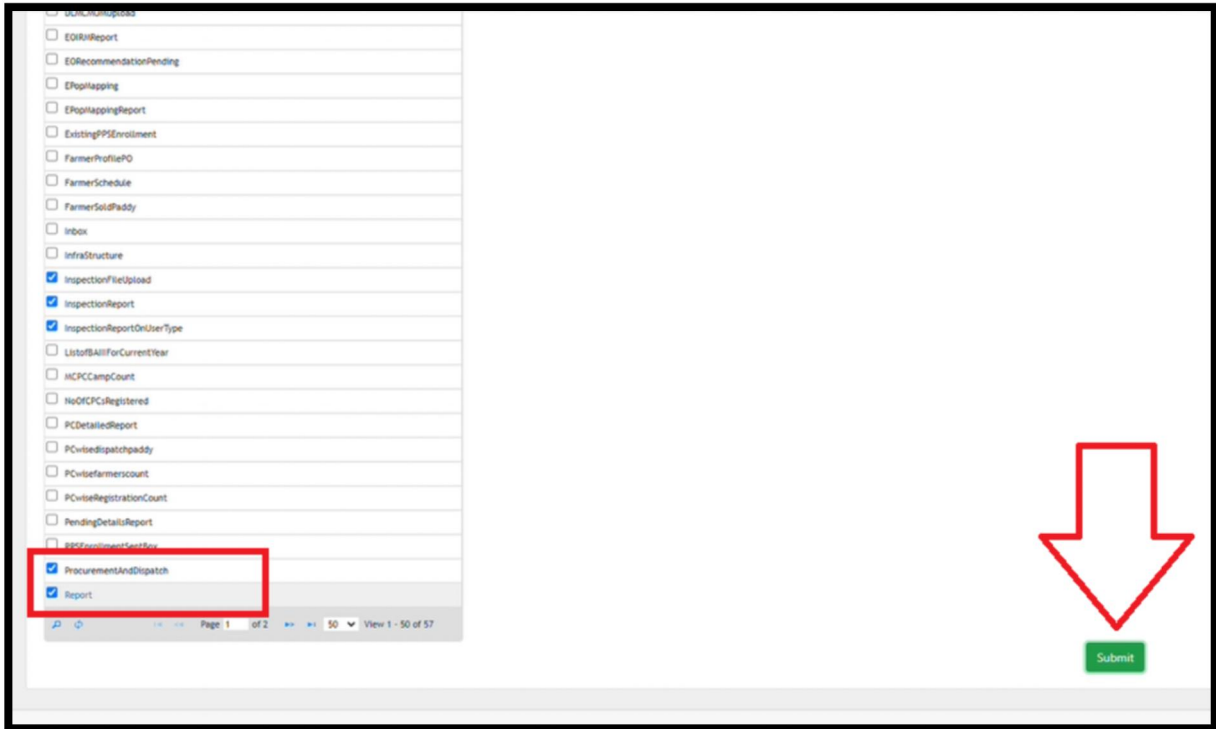 EOIRMReport
EORecommendationPending
EPopMapping
EPopMappingReport
ExistingPPSEnrollment
FarmerProfilePO
FarmerSchedule
FarmerSoldPaddy
Inbox
InfraStructure
InspectionFileUpload
InspectionReport
InspectionReportOnUserType
MCPCCampCount
NoOfCPCsRegistered
PCDetailedReport
PCwisedispatchpaddy
PCwisefarmerscount
PCwiseRegistrationCount
PendingDetailsReport
PPSEnrollmentSentBox
ProcurementAndDispatch
Report
Page 1 of 2 50 View 1 - 50 of 57
Submit